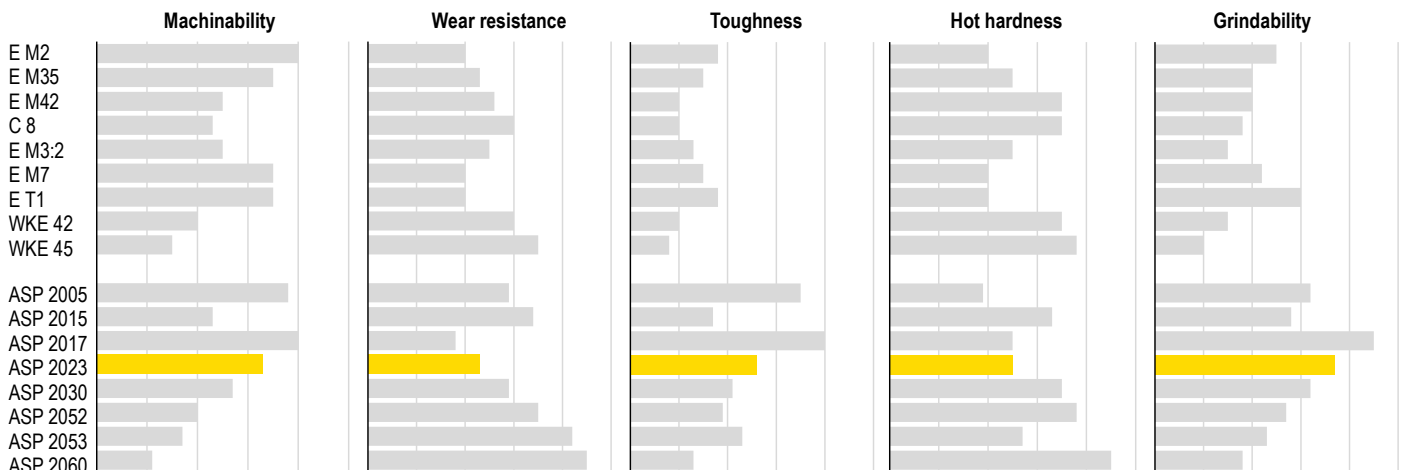 Machinability Wear resistance Toughness Hot hardness Grindability
E M2
E M35
E M42
C 8
E M3:2
E M7
E T1
WKE 42
WKE 45
ASP 2005
ASP 2015
ASP 2017
ASP 2023
ASP 2030
ASP 2052
ASP 2053
ASP 2060